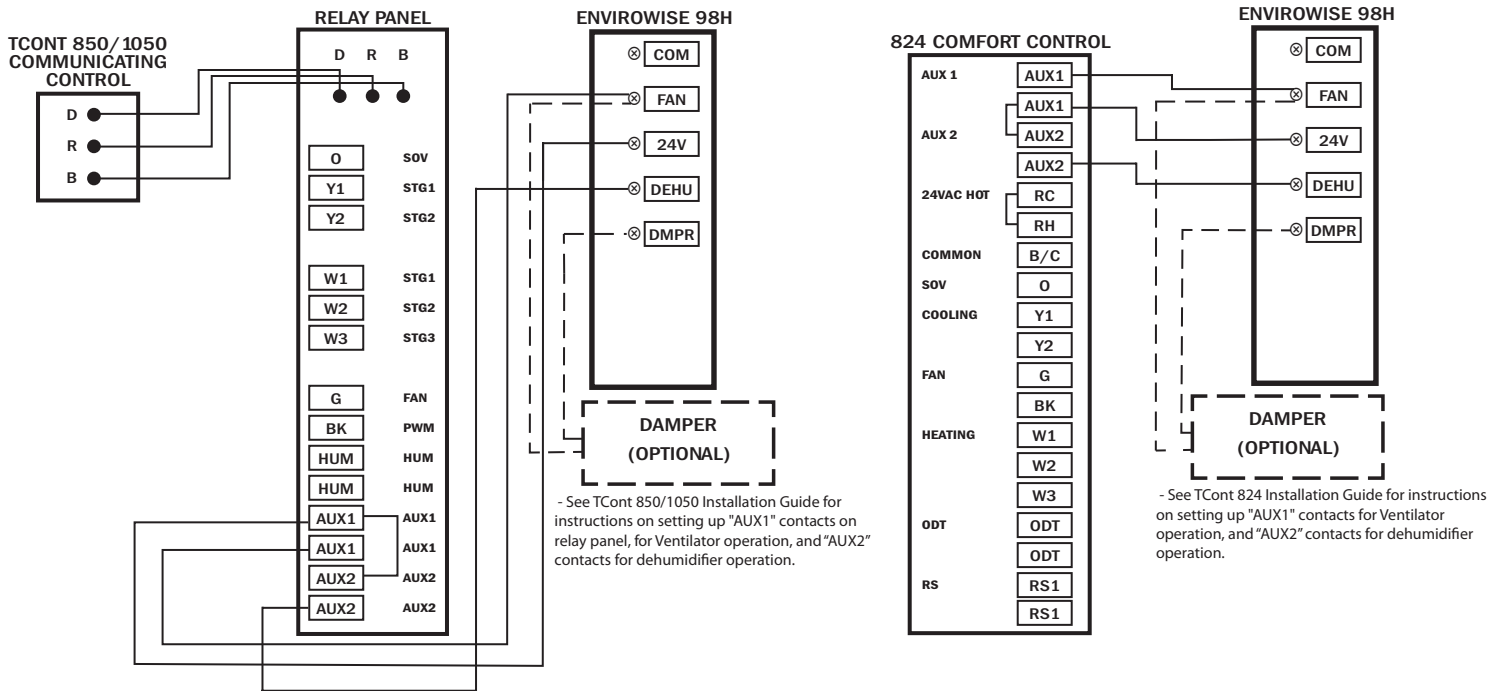 RELAY PANEL
TCONT 850/1050
COMMUNICATING
CONTROL
D
R
B
D R B
O SOV
Y1 STG1
Y2 STG2
W1 STG1
W2 STG2
W3 STG3
G FAN
BK PWM
HUM HUM
HUM HUM
AUX1 AUX1
AUX1 AUX1
AUX2 AUX2
AUX2 AUX2
ENVIROWISE 98H
COM
FAN
24V
DEHU
DMPR
DAMPER
(OPTIONAL)
- See TCont 850/1050 Installation Guide for
instructions on setting up "AUX1" contacts on
relay panel, for Ventilator operation, and “AUX2”
contacts for dehumidifier operation.
824 COMFORT CONTROL
AUX 1 AUX1
AUX1
AUX 2 AUX2
AUX2
24VAC HOT RC
RH
COMMON B/C
SOV O
COOLING Y1
Y2
FAN G
BK
HEATING W1
W2
W3
ODT ODT
ODT
RS RS1
RS1
ENVIROWISE 98H
COM
FAN
24V
DEHU
DMPR
DAMPER
(OPTIONAL)
- See TCont 824 Installation Guide for instructions
on setting up "AUX1" contacts for Ventilator
operation, and “AUX2” contacts for dehumidifier
operation.